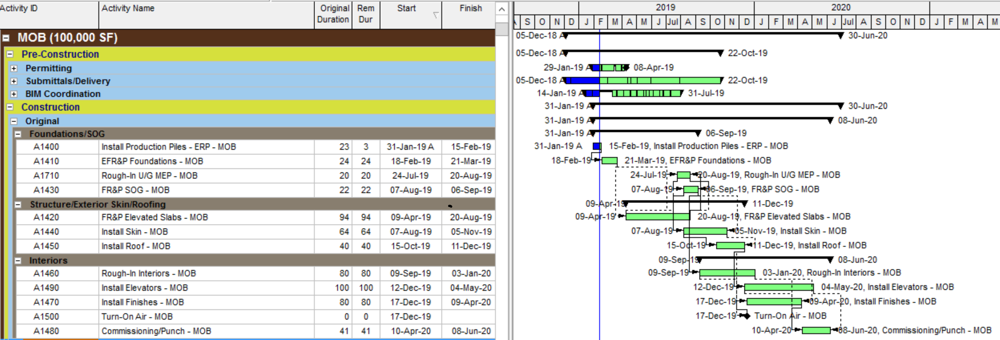 Activity ID Activity Name Original Duration Rem Dur Start Finish 2019 2020
S O N D J F M A M J Jul A S O N D J F M A M J Jul A S O N D J F M A M
MOB (100,000 SF) 05-Dec-18 A 30-Jun-20
Pre-Construction 05-Dec-18 A 22-Oct-19
Permitting 29-Jan-19 A 08-Apr-19
Submittals/Delivery 05-Dec-18 A 22-Oct-19
BIM Coordination 14-Jan-19 A 31-Jul-19
Construction 31-Jan-19 A 30-Jun-20
Original 31-Jan-19 A 08-Jun-20
Foundations/SOG 31-Jan-19 A 06-Sep-19
A1400 Install Production Piles - ERP - MOB 23 3 31-Jan-19 A 15-Feb-19 31-Jan-19 A 15-Feb-19, Install Production Piles - ERP - MOB
A1410 EFR&P Foundations - MOB 24 24 18-Feb-19 21-Mar-19 18-Feb-19 21-Mar-19, EFR&P Foundations - MOB
A1710 Rough-In U/G MEP - MOB 20 20 24-Jul-19 20-Aug-19 24-Jul-19 20-Aug-19, Rough-In U/G MEP - MOB
A1430 FR&P SOG - MOB 22 22 07-Aug-19 06-Sep-19 07-Aug-19 06-Sep-19, FR&P SOG - MOB
Structure/Exterior Skin/Roofing 09-Apr-19 11-Dec-19
A1420 FR&P Elevated Slabs - MOB 94 94 09-Apr-19 20-Aug-19 09-Apr-19 20-Aug-19, FR&P Elevated Slabs - MOB
A1440 Install Skin - MOB 64 64 07-Aug-19 05-Nov-19 07-Aug-19 05-Nov-19, Install Skin - MOB
A1450 Install Roof - MOB 40 40 15-Oct-19 11-Dec-19 15-Oct-19 11-Dec-19, Install Roof - MOB
Interiors 09-Sep-19 08-Jun-20
A1460 Rough-In Interiors - MOB 80 80 09-Sep-19 03-Jan-20 09-Sep-19 03-Jan-20, Rough-In Interiors - MOB
A1490 Install Elevators - MOB 100 100 12-Dec-19 04-May-20 12-Dec-19 04-May-20, Install Elevators - MOB
A1470 Install Finishes - MOB 80 80 17-Dec-19 09-Apr-20 17-Dec-19 09-Apr-20, Install Finishes - MOB
A1500 Turn-On Air - MOB 0 0 17-Dec-19 17-Dec-19 Turn-On Air - MOB
A1480 Commissioning/Punch - MOB 41 41 10-Apr-20 08-Jun-20 10-Apr-20 08-Jun-20, Commissioning/Punch - MOB